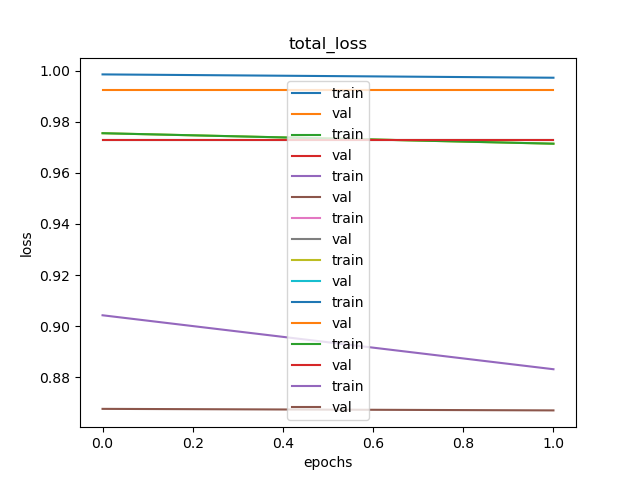 total_loss
1.00
0.98
0.96
0.94
0.92
0.90
0.88
loss
train
val
train
val
train
val
train
val
train
val
train
val
train
val
train
val
0.0 0.2 0.4 0.6 0.8 1.0
epochs